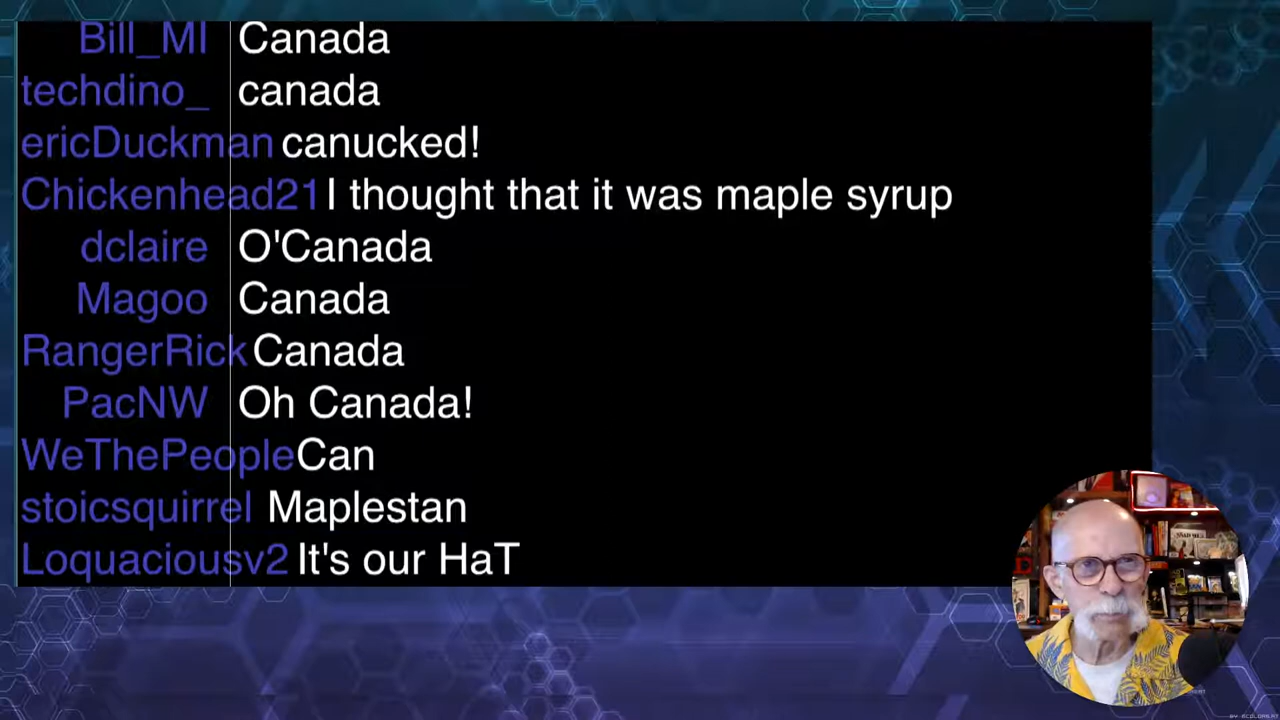 Bill_MI Canada
techdino_ canada
ericDuckman canucked!
Chickenhead21 I thought that it was maple syrup
dclaire O'Canada
Magoo Canada
RangerRick Canada
PacNW Oh Canada!
WeThePeople Can
stoicsquirrel Maplestan
Loquaciousv2 It's our HaT